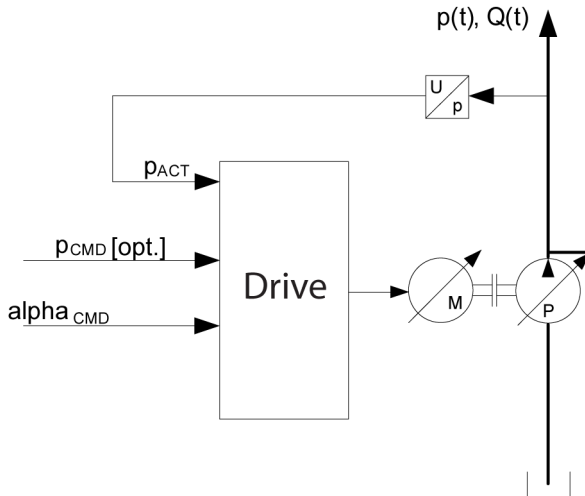 p(t), Q(t)
U
p
pACT
pCMD [opt.]
alpha CMD
Drive
M
P